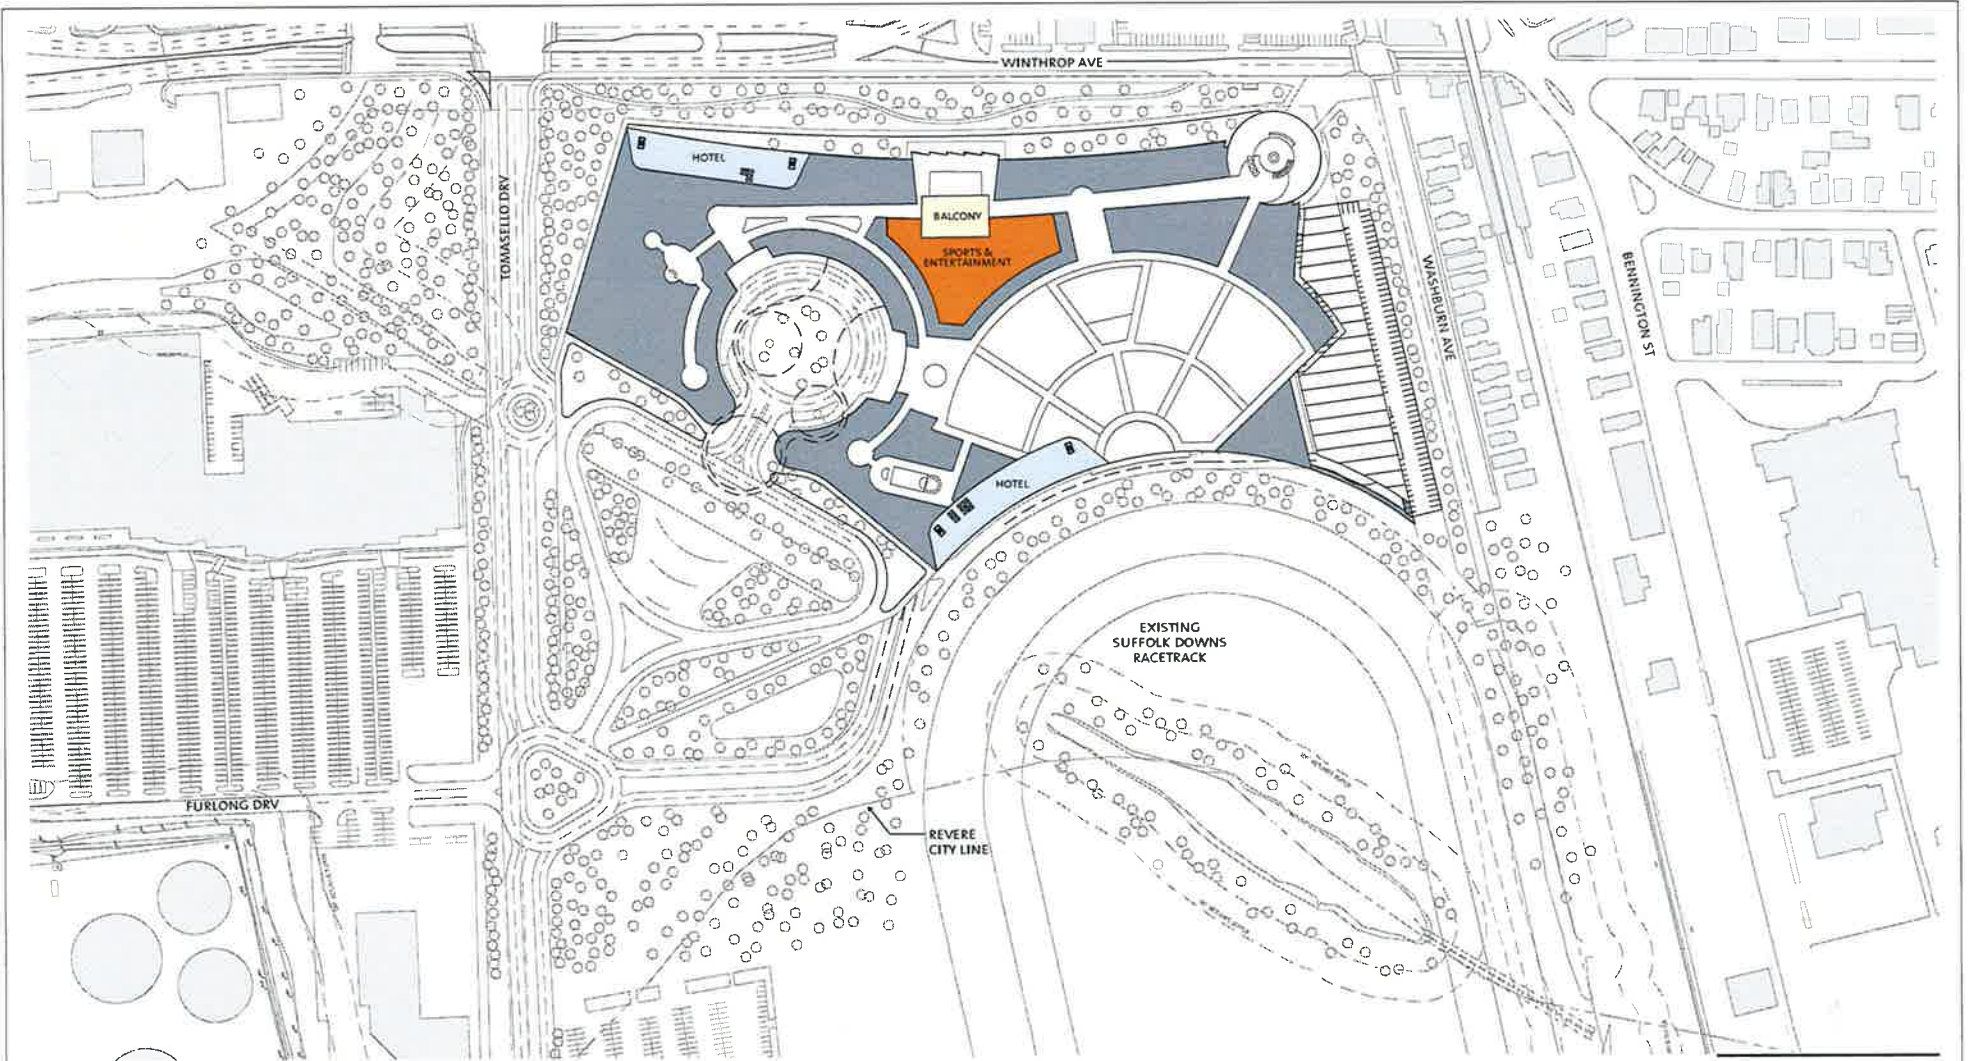 WINTHROP AVE
HOTEL
TOMASELLO DRV
BALCONY
SPORTS &
ENTERTAINMENT
WASHBURN AVE
BENNINGTON ST
HOTEL
EXISTING
SUFFOLK DOWNS
RACETRACK
FURLONG DRV
REVERE
CITY LINE